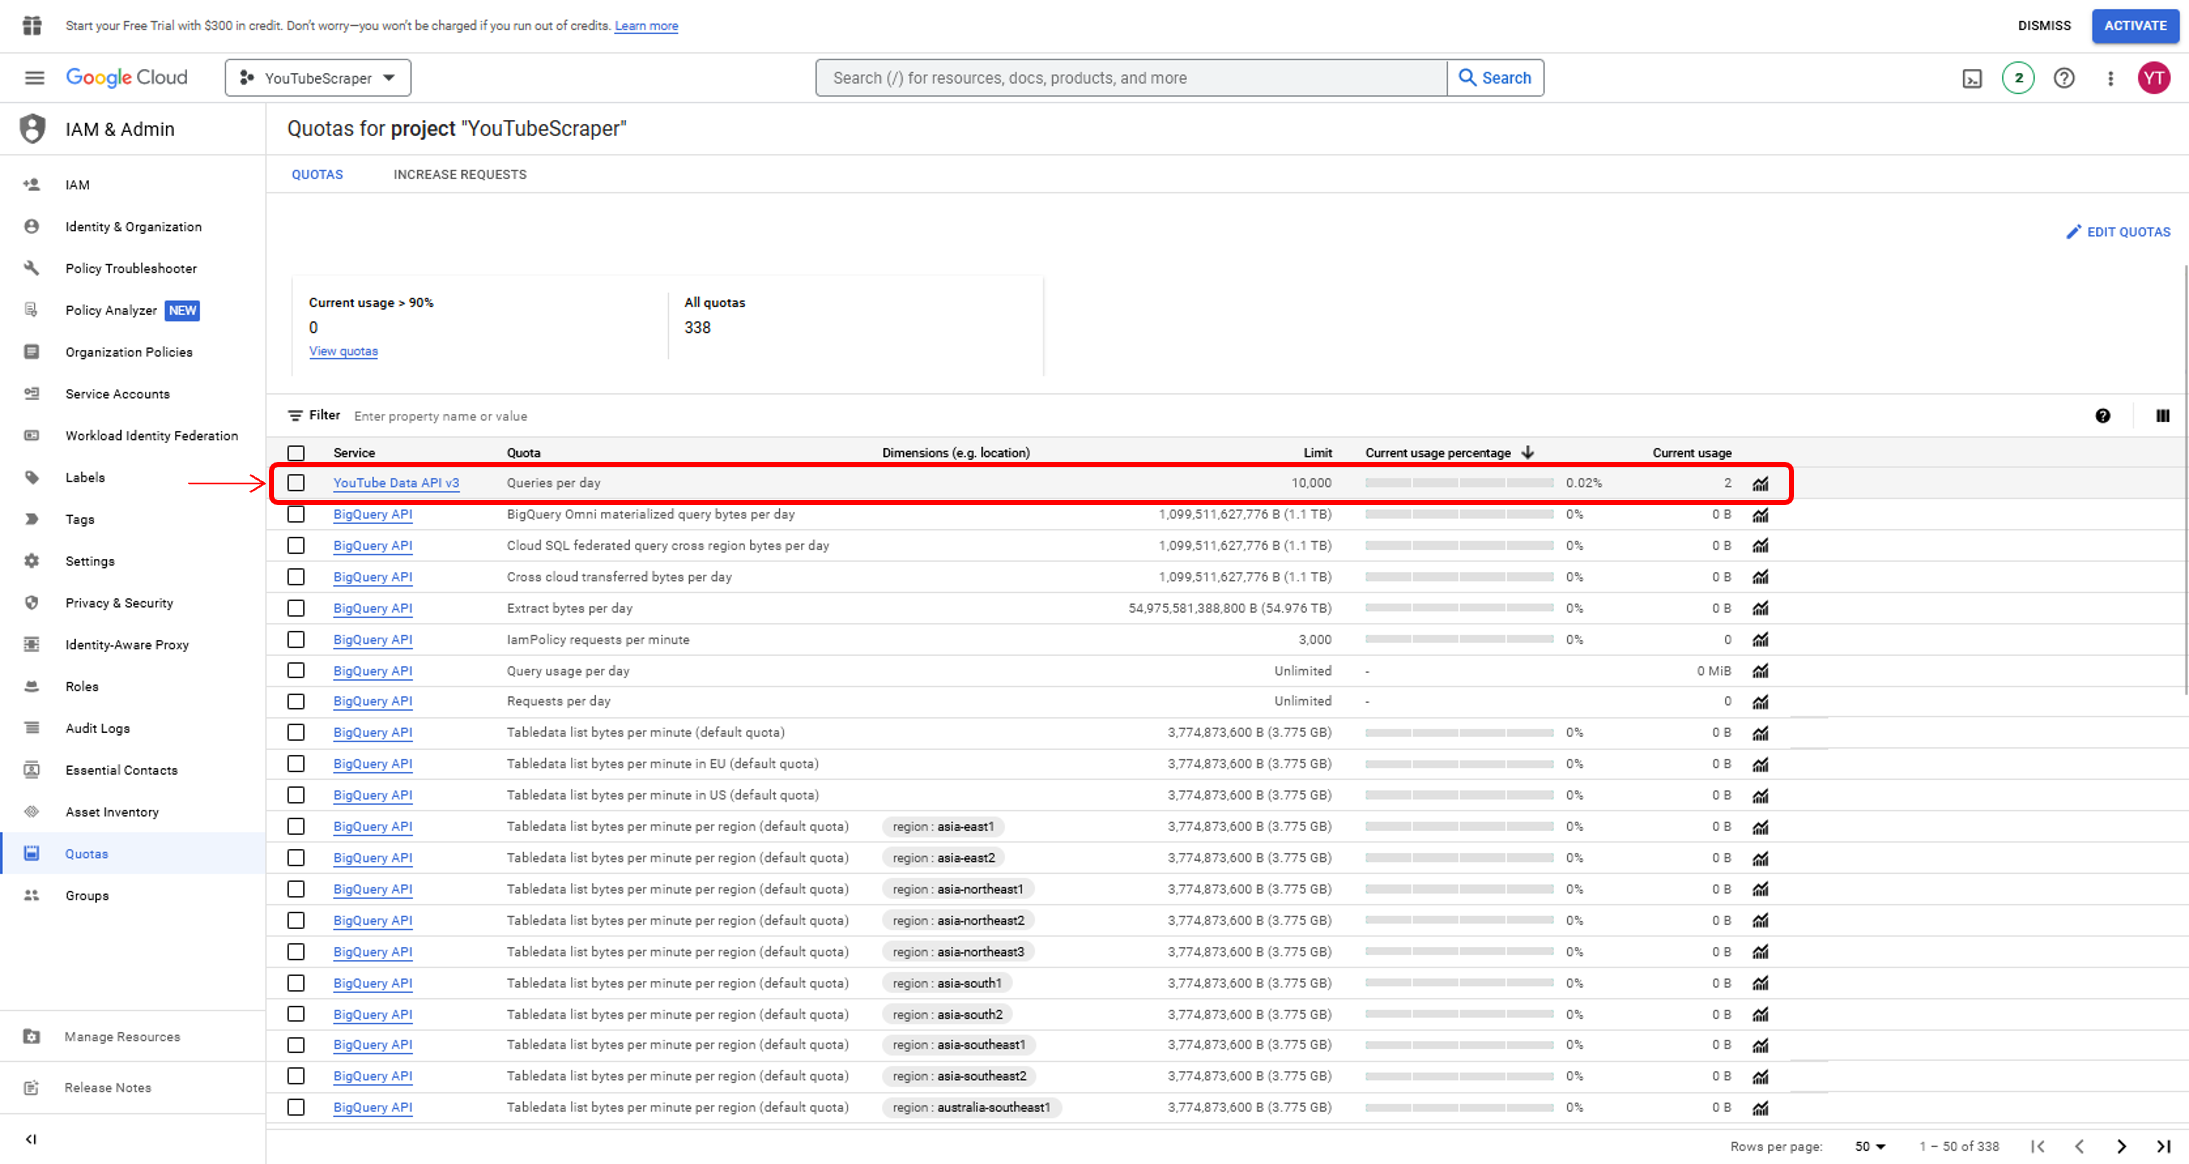 Start your Free Trial with $300 in credit. Don't worry—you won't be charged if you run out of credits. Learn more
DISMISS
ACTIVATE
Google Cloud
YouTubeScraper
Search (/) for resources, docs, products, and more
Search
2
YT
IAM & Admin
Quotas for project "YouTubeScraper"
QUOTAS
INCREASE REQUESTS
EDIT QUOTAS
IAM
Identity & Organization
Policy Troubleshooter
Policy Analyzer NEW
Organization Policies
Service Accounts
Workload Identity Federation
Labels
Tags
Settings
Privacy & Security
Identity-Aware Proxy
Roles
Audit Logs
Essential Contacts
Asset Inventory
Quotas
Groups
Manage Resources
Release Notes
Current usage > 90%
0
View quotas
All quotas
338
Filter Enter property name or value
Service Quota Dimensions (e.g. location) Limit Current usage percentage Current usage
YouTube Data API v3 Queries per day 10,000 0.02% 2
BigQuery API BigQuery Omni materialized query bytes per day 1,099,511,627,776 B (1.1 TB) 0% 0 B
BigQuery API Cloud SQL federated query cross region bytes per day 1,099,511,627,776 B (1.1 TB) 0% 0 B
BigQuery API Cross cloud transferred bytes per day 1,099,511,627,776 B (1.1 TB) 0% 0 B
BigQuery API Extract bytes per day 54,975,581,388,800 B (54.976 TB) 0% 0 B
BigQuery API IamPolicy requests per minute 3,000 0% 0
BigQuery API Query usage per day Unlimited - 0 MiB
BigQuery API Requests per day Unlimited - 0
BigQuery API Tabledata list bytes per minute (default quota) 3,774,873,600 B (3.775 GB) 0% 0 B
BigQuery API Tabledata list bytes per minute in EU (default quota) 3,774,873,600 B (3.775 GB) 0% 0 B
BigQuery API Tabledata list bytes per minute in US (default quota) 3,774,873,600 B (3.775 GB) 0% 0 B
BigQuery API Tabledata list bytes per minute per region (default quota) region : asia-east1 3,774,873,600 B (3.775 GB) 0% 0 B
BigQuery API Tabledata list bytes per minute per region (default quota) region : asia-east2 3,774,873,600 B (3.775 GB) 0% 0 B
BigQuery API Tabledata list bytes per minute per region (default quota) region : asia-northeast1 3,774,873,600 B (3.775 GB) 0% 0 B
BigQuery API Tabledata list bytes per minute per region (default quota) region : asia-northeast2 3,774,873,600 B (3.775 GB) 0% 0 B
BigQuery API Tabledata list bytes per minute per region (default quota) region : asia-northeast3 3,774,873,600 B (3.775 GB) 0% 0 B
BigQuery API Tabledata list bytes per minute per region (default quota) region : asia-south1 3,774,873,600 B (3.775 GB) 0% 0 B
BigQuery API Tabledata list bytes per minute per region (default quota) region : asia-south2 3,774,873,600 B (3.775 GB) 0% 0 B
BigQuery API Tabledata list bytes per minute per region (default quota) region : asia-southeast1 3,774,873,600 B (3.775 GB) 0% 0 B
BigQuery API Tabledata list bytes per minute per region (default quota) region : asia-southeast2 3,774,873,600 B (3.775 GB) 0% 0 B
BigQuery API Tabledata list bytes per minute per region (default quota) region : australia-southeast1 3,774,873,600 B (3.775 GB) 0% 0 B
Rows per page: 50 1 – 50 of 338